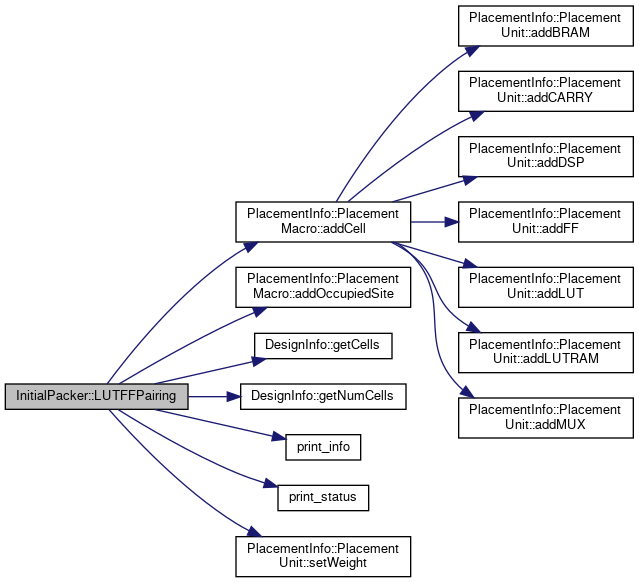 InitialPacker::LUTFFPairing
PlacementInfo::Placement
Macro::addCell
PlacementInfo::Placement
Unit::addBRAM
PlacementInfo::Placement
Unit::addCARRY
PlacementInfo::Placement
Unit::addDSP
PlacementInfo::Placement
Unit::addFF
PlacementInfo::Placement
Unit::addLUT
PlacementInfo::Placement
Unit::addLUTRAM
PlacementInfo::Placement
Unit::addMUX
PlacementInfo::Placement
Macro::addOccupiedSite
DesignInfo::getCells
DesignInfo::getNumCells
print_info
print_status
PlacementInfo::Placement
Unit::setWeight